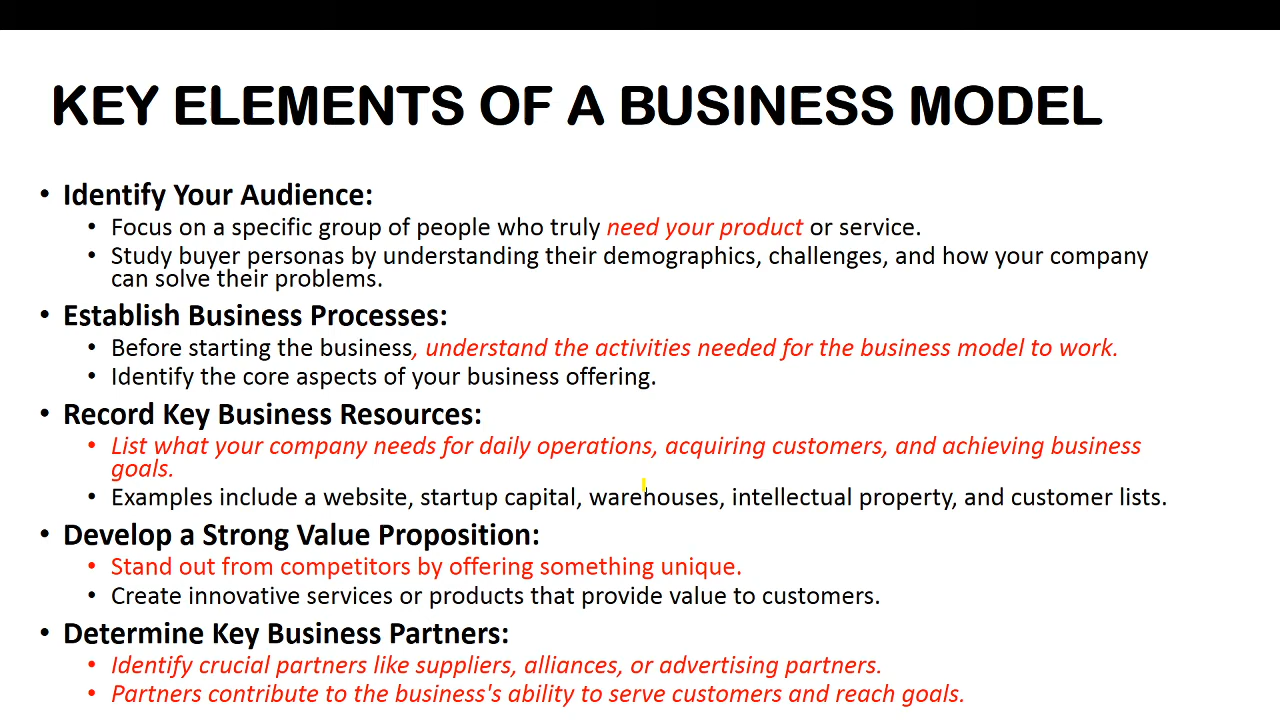 KEY ELEMENTS OF A BUSINESS MODEL
• Identify Your Audience:
• Focus on a specific group of people who truly need your product or service.
• Study buyer personas by understanding their demographics, challenges, and how your company
can solve their problems.
• Establish Business Processes:
• Before starting the business, understand the activities needed for the business model to work.
• Identify the core aspects of your business offering.
• Record Key Business Resources:
• List what your company needs for daily operations, acquiring customers, and achieving business
goals.
• Examples include a website, startup capital, warehouses, intellectual property, and customer lists.
• Develop a Strong Value Proposition:
• Stand out from competitors by offering something unique.
• Create innovative services or products that provide value to customers.
• Determine Key Business Partners:
• Identify crucial partners like suppliers, alliances, or advertising partners.
• Partners contribute to the business's ability to serve customers and reach goals.